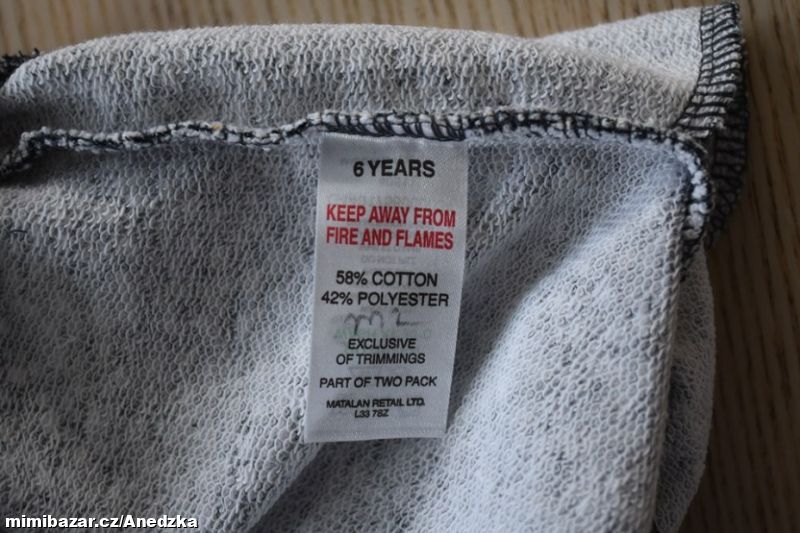 6 YEARS
KEEP AWAY FROM
FIRE AND FLAMES
58% COTTON
42% POLYESTER
EXCLUSIVE
OF TRIMMINGS
PART OF TWO PACK
MATALAN RETAIL LTD.
L33 7SZ
mimibazar.cz/Anedzka